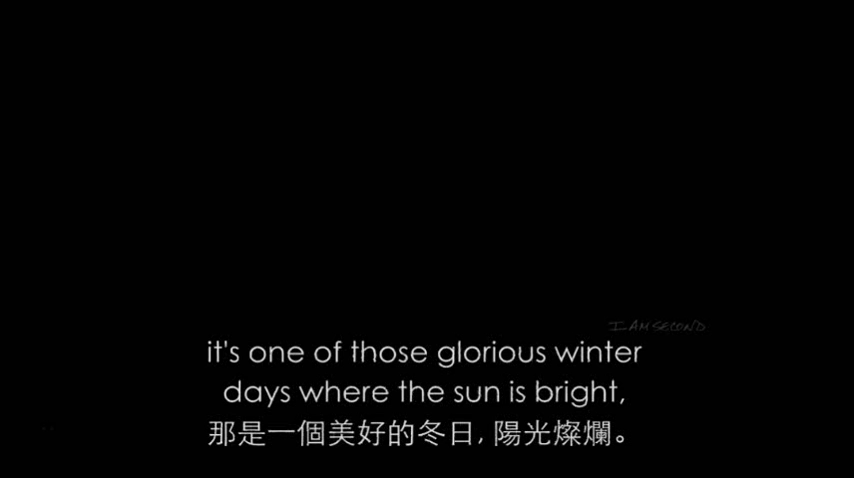 I AM SECOND
it's one of those glorious winter
days where the sun is bright,
那是一個美好的冬日, 陽光燦爛。